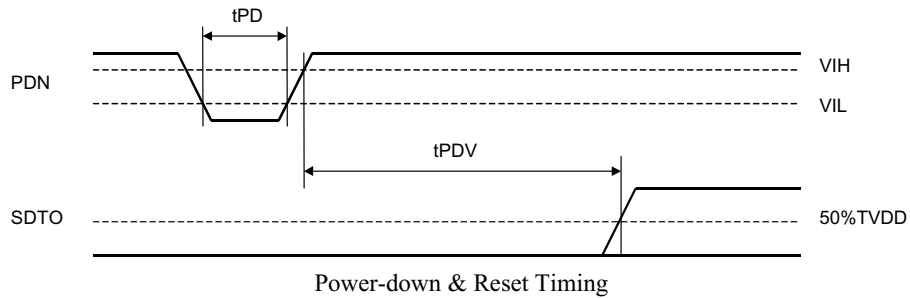 tPD
PDN
VIH
VIL
tPDV
SDTO
50%TVDD
Power-down & Reset Timing